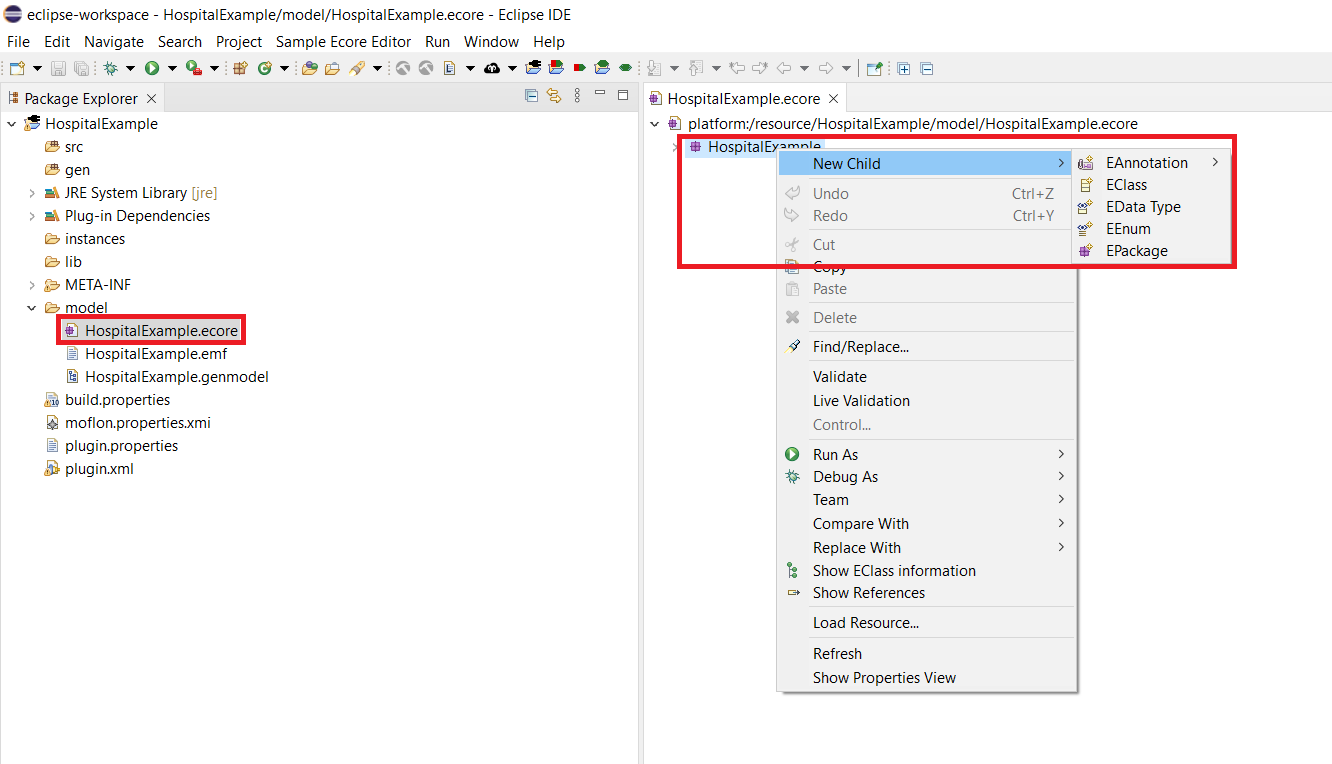 eclipse-workspace - HospitalExample/model/HospitalExample.ecore - Eclipse IDE
File Edit Navigate Search Project Sample Ecore Editor Run Window Help
Package Explorer
HospitalExample
src
gen
JRE System Library [jre]
Plug-in Dependencies
instances
lib
META-INF
model
HospitalExample.ecore
HospitalExample.emf
HospitalExample.genmodel
build.properties
moflon.properties.xmi
plugin.properties
plugin.xml
HospitalExample.ecore
platform:/resource/HospitalExample/model/HospitalExample.ecore
HospitalExample
New Child
Undo Ctrl+Z
Redo Ctrl+Y
Cut
Copy
Paste
Delete
Find/Replace...
Validate
Live Validation
Control...
Run As
Debug As
Team
Compare With
Replace With
Show EClass information
Show References
Load Resource...
Refresh
Show Properties View
EAnnotation
EClass
EData Type
EEnum
EPackage